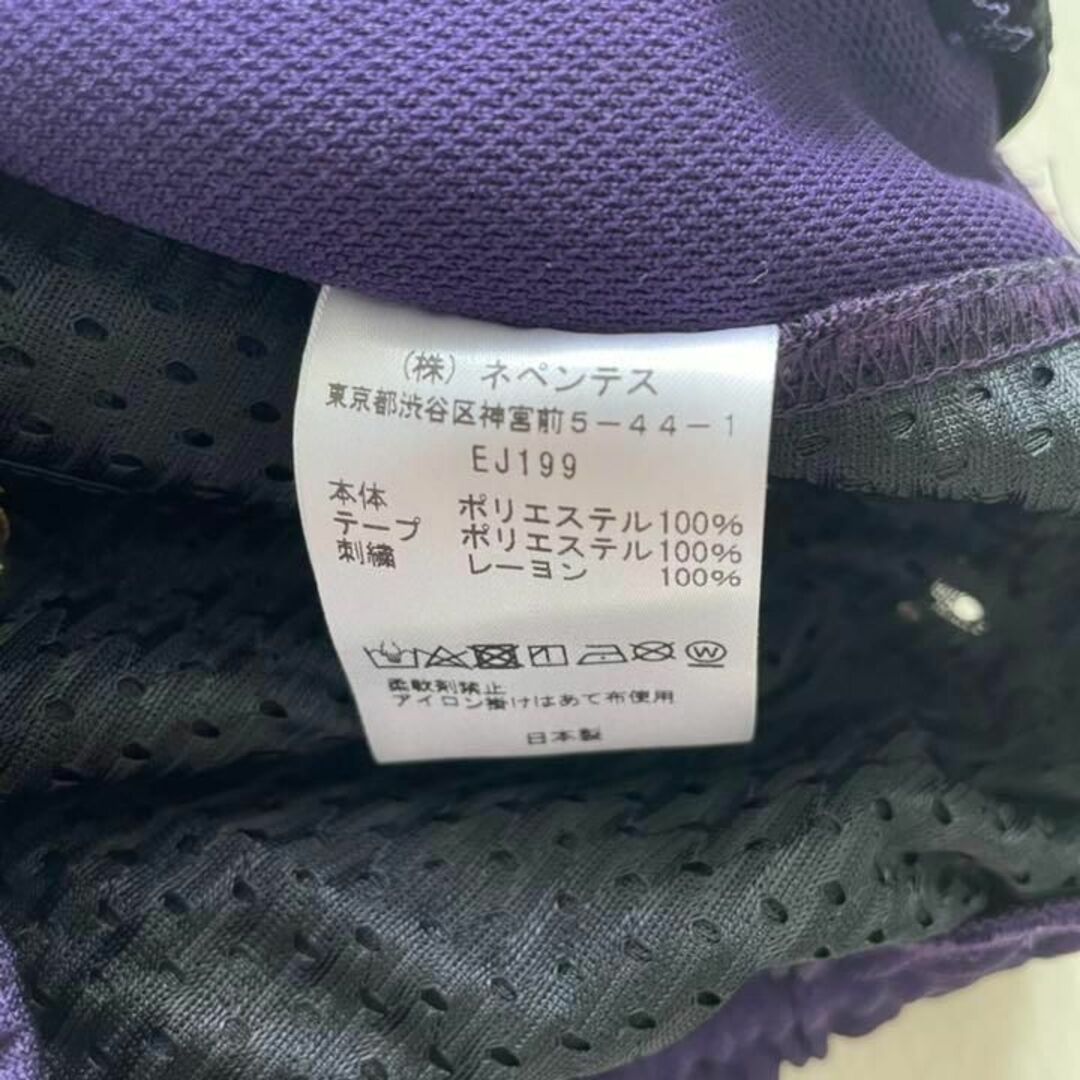 (株) ネペンテス
東京都渋谷区神宮前5-44-1
EJ199
本体 ポリエステル100%
テープ ポリエステル100%
刺繍 レーヨン 100%
W
柔軟剤禁止
アイロン掛けはあて布使用
日本製